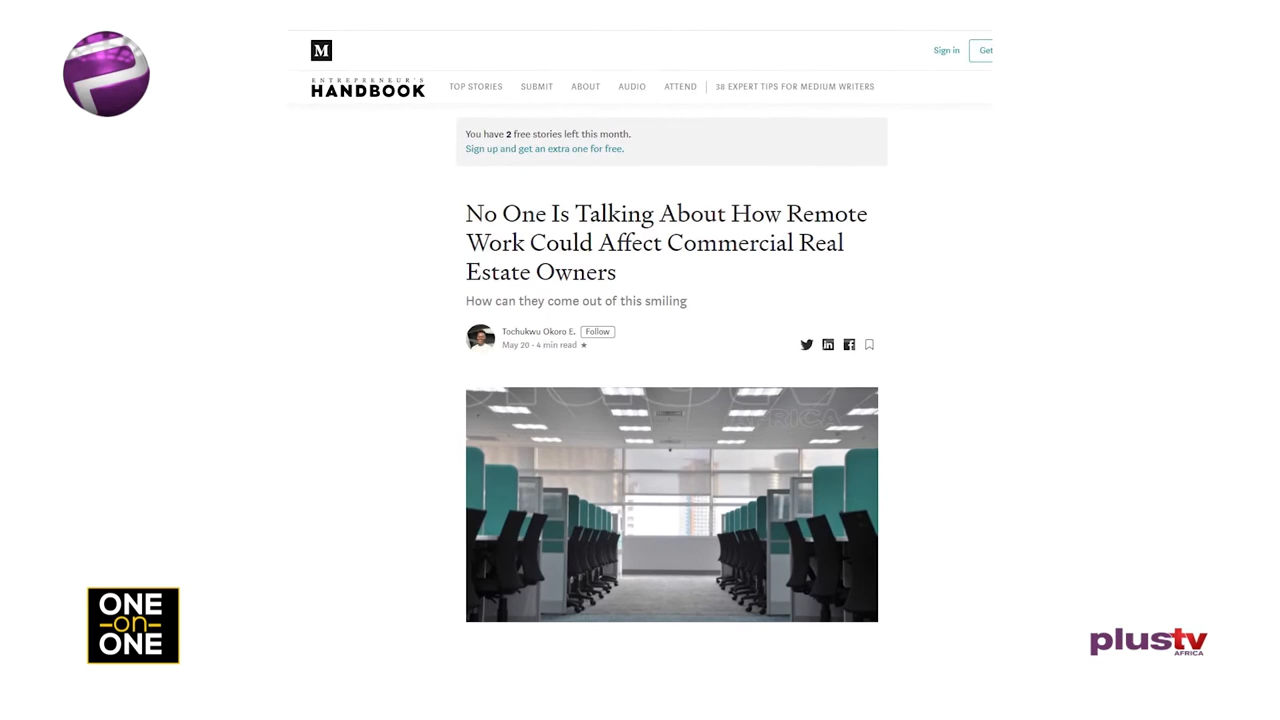 M
Sign in
Get
ENTREPRENEUR'S
HANDBOOK
TOP STORIES SUBMIT ABOUT AUDIO ATTEND 38 EXPERT TIPS FOR MEDIUM WRITERS
You have 2 free stories left this month.
Sign up and get an extra one for free.
No One Is Talking About How Remote
Work Could Affect Commercial Real
Estate Owners
How can they come out of this smiling
Tochukwu Okoro E. Follow
May 20 · 4 min read ★
plustv
AFRICA
ONE
-on-
ONE
plustv
AFRICA